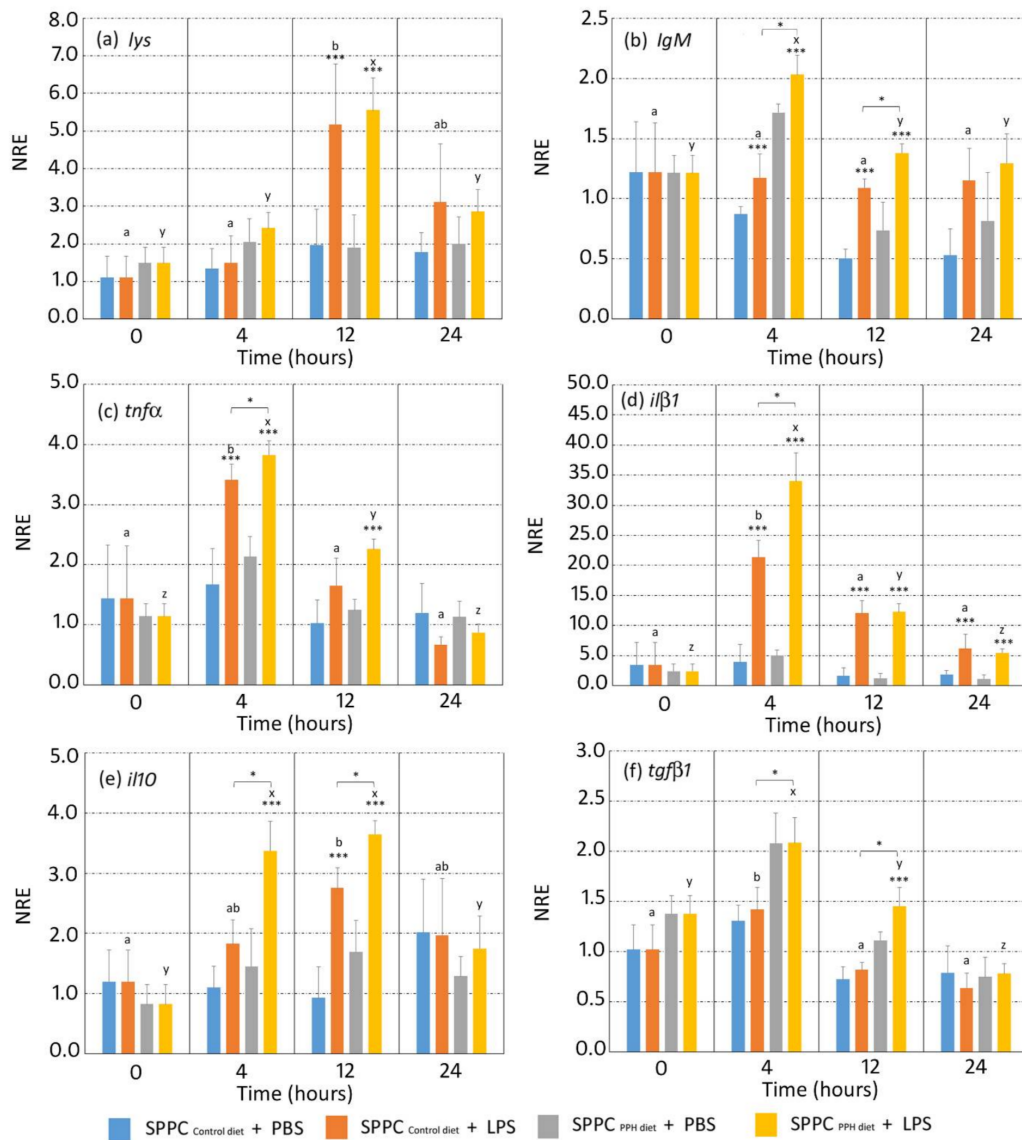 (a) lys
8.0
7.0
6.0
5.0
4.0
3.0
2.0
1.0
0.0
NRE
a
y
a
y
b
***
x
***
ab
y
0 4 12 24
Time (hours)
(b) IgM
2.5
2.0
1.5
1.0
0.5
0.0
NRE
a
y
*
a
***
x
***
*
a
***
y
***
a
y
0 4 12 24
Time (hours)
(c) tnfα
5.0
4.0
3.0
2.0
1.0
0.0
NRE
a
z
*
b
***
x
***
a
y
***
a
z
0 4 12 24
Time (hours)
(d) ilβ1
50.0
45.0
40.0
35.0
30.0
25.0
20.0
15.0
10.0
5.0
0.0
NRE
a
z
*
b
***
x
***
a
***
y
***
a
***
z
***
0 4 12 24
Time (hours)
(e) il10
5.0
4.0
3.0
2.0
1.0
0.0
NRE
a
y
*
ab
x
***
*
b
***
x
***
ab
y
0 4 12 24
Time (hours)
(f) tgfβ1
3.0
2.5
2.0
1.5
1.0
0.5
0.0
NRE
a
y
*
b
x
*
a
y
***
a
z
0 4 12 24
Time (hours)
SPPC Control diet + PBS SPPC Control diet + LPS SPPC PPH diet + PBS SPPC PPH diet + LPS